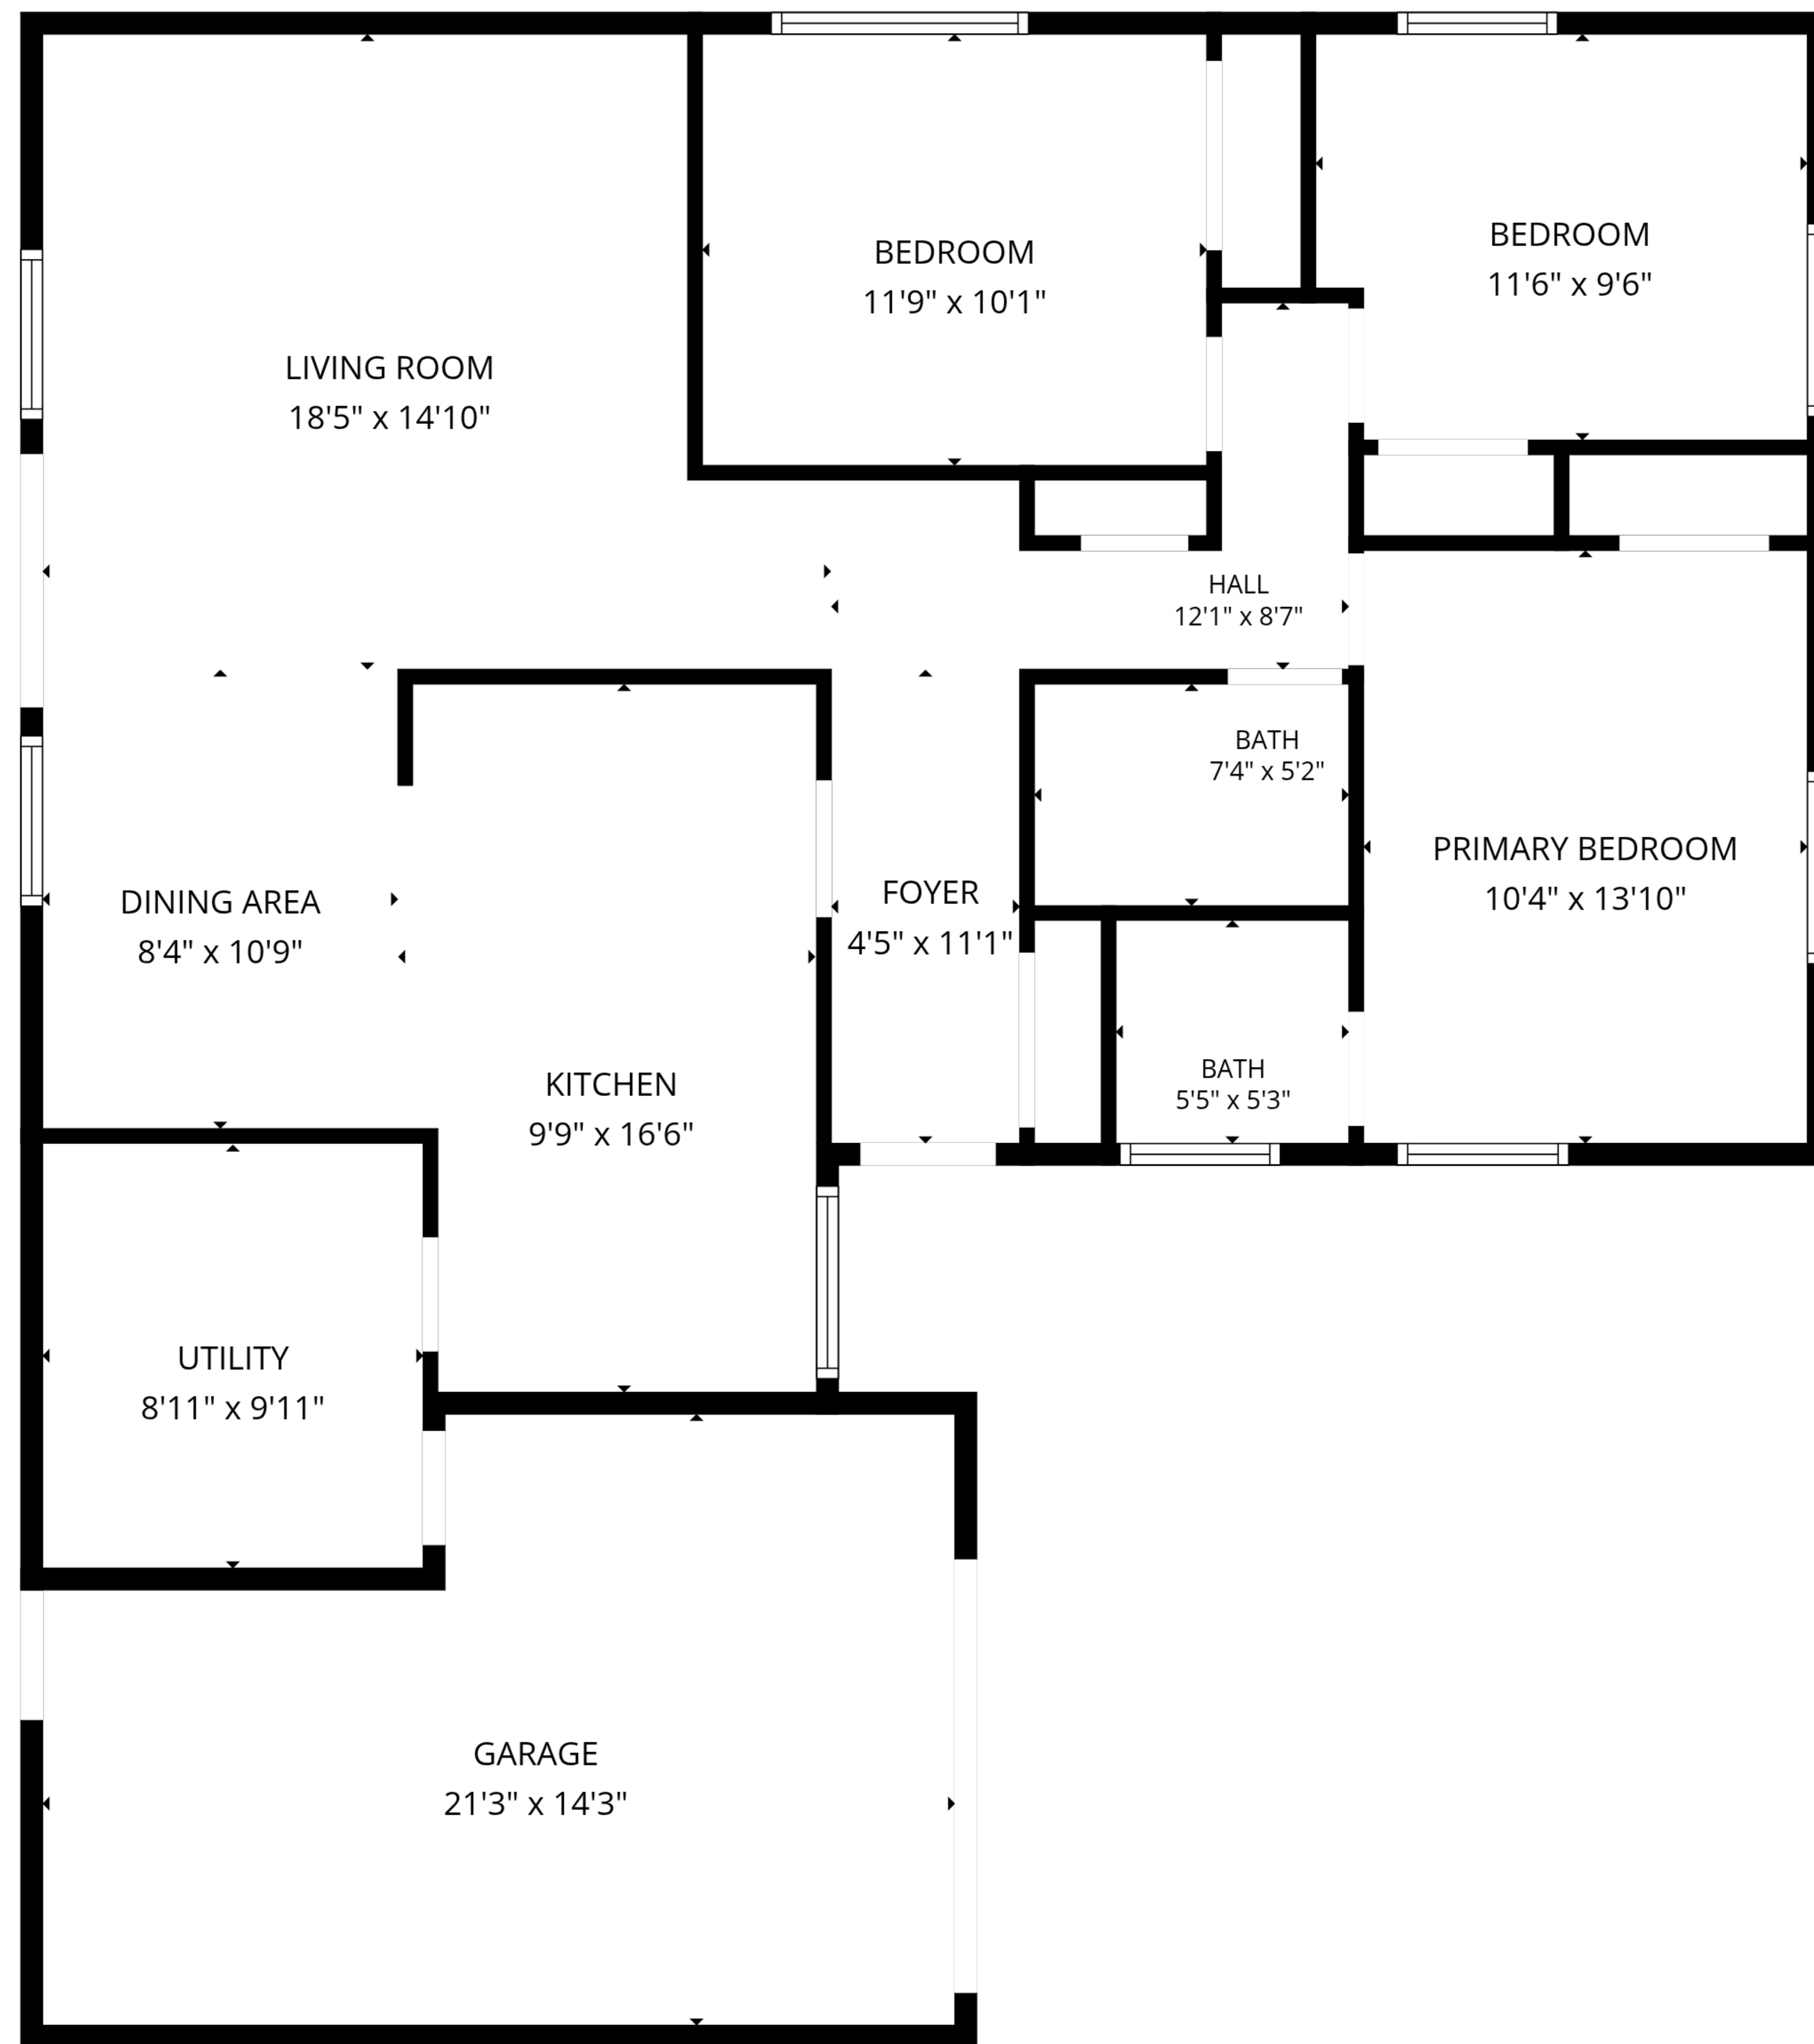 BEDROOM
11'6" x 9'6"
BEDROOM
11'9" x 10'1"
LIVING ROOM
18'5" x 14'10"
HALL
12'1" x 8'7"
BATH
7'4" x 5'2"
PRIMARY BEDROOM
10'4" x 13'10"
FOYER
4'5" x 11'1"
DINING AREA
8'4" x 10'9"
KITCHEN
9'9" x 16'6"
BATH
5'5" x 5'3"
UTILITY
8'11" x 9'11"
GARAGE
21'3" x 14'3"